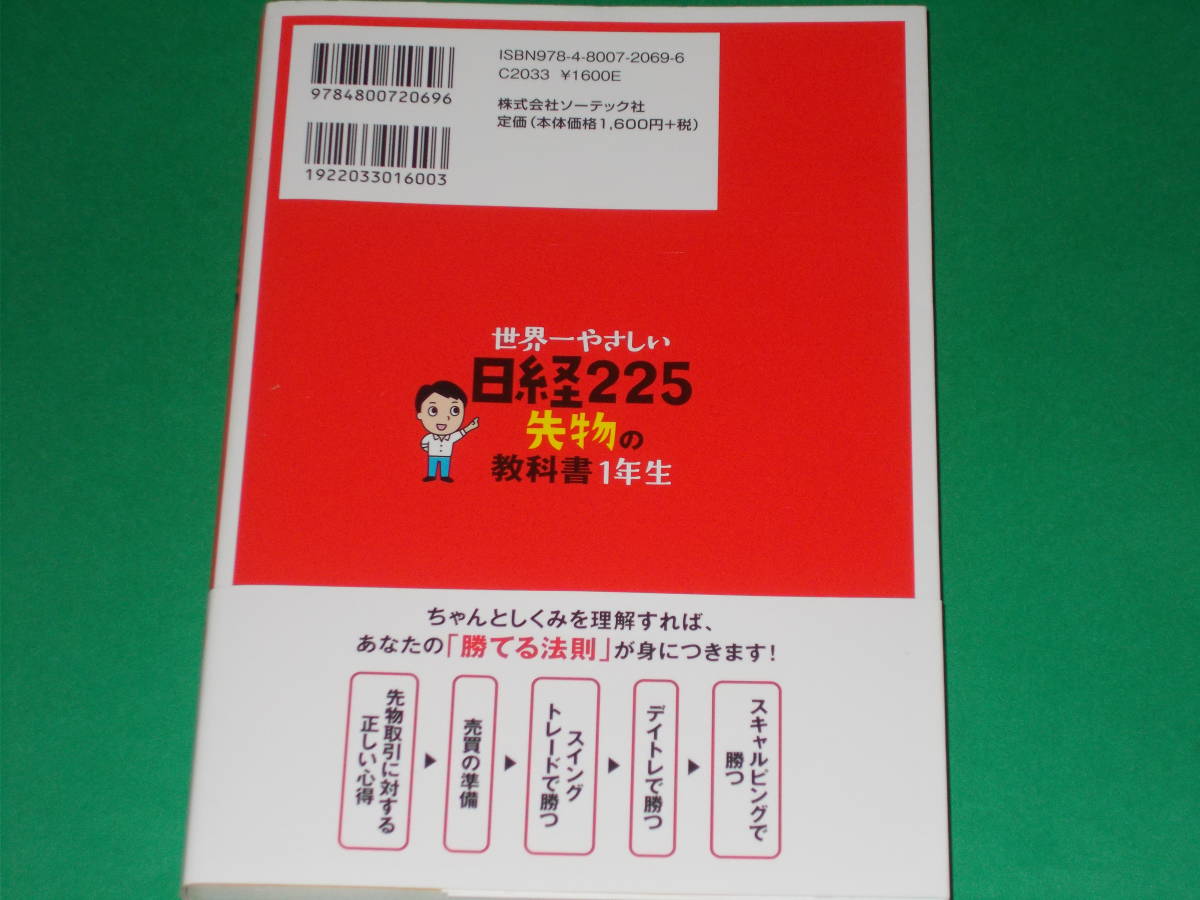 ISBN978-4-8007-2069-6
C2033 ¥1600E
9784800720696
株式会社ソーテック社
定価(本体価格1,600円+税)
1922033016003
世界一やさしい
日経225
先物の
教科書1年生
ちゃんとしくみを理解すれば、
あなたの「勝てる法則」が身につきます!
先物取引に対する
正しい心得
▶
売買の準備
▶
スイング
トレードで勝つ
▶
デイトレで勝つ
▶
スキャルピングで
勝つ